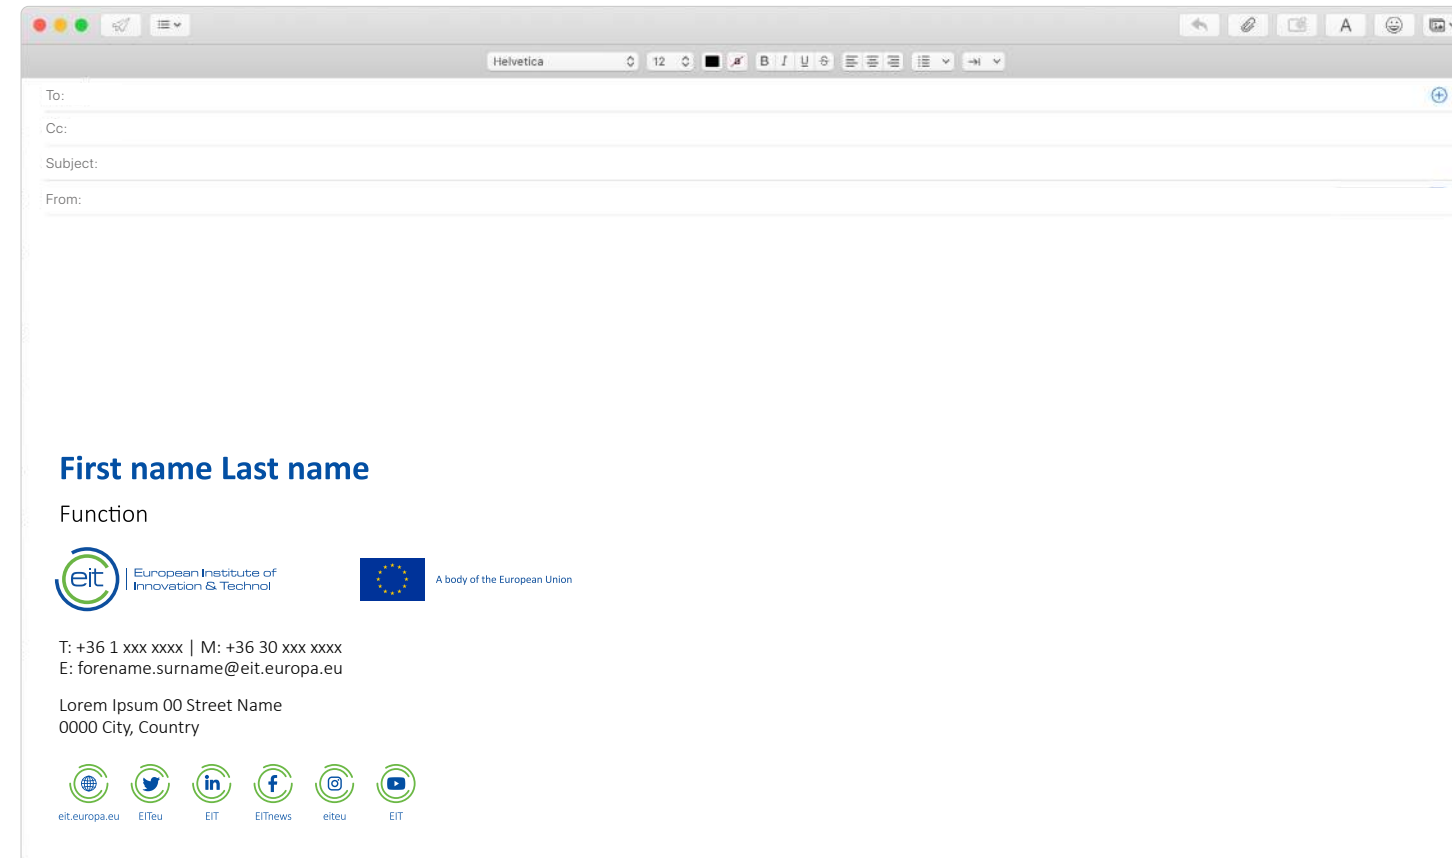 Helvetica 12 B I U S
A
To:
Cc:
Subject:
From:
First name Last name
Function
eit European Institute of
Innovation & Technol
A body of the European Union
T: +36 1 xxx xxxx | M: +36 30 xxx xxxx
E: forename.surname@eit.europa.eu
Lorem Ipsum 00 Street Name
0000 City, Country
in f
eit.europa.eu EITeu EIT EITnews eiteu EIT